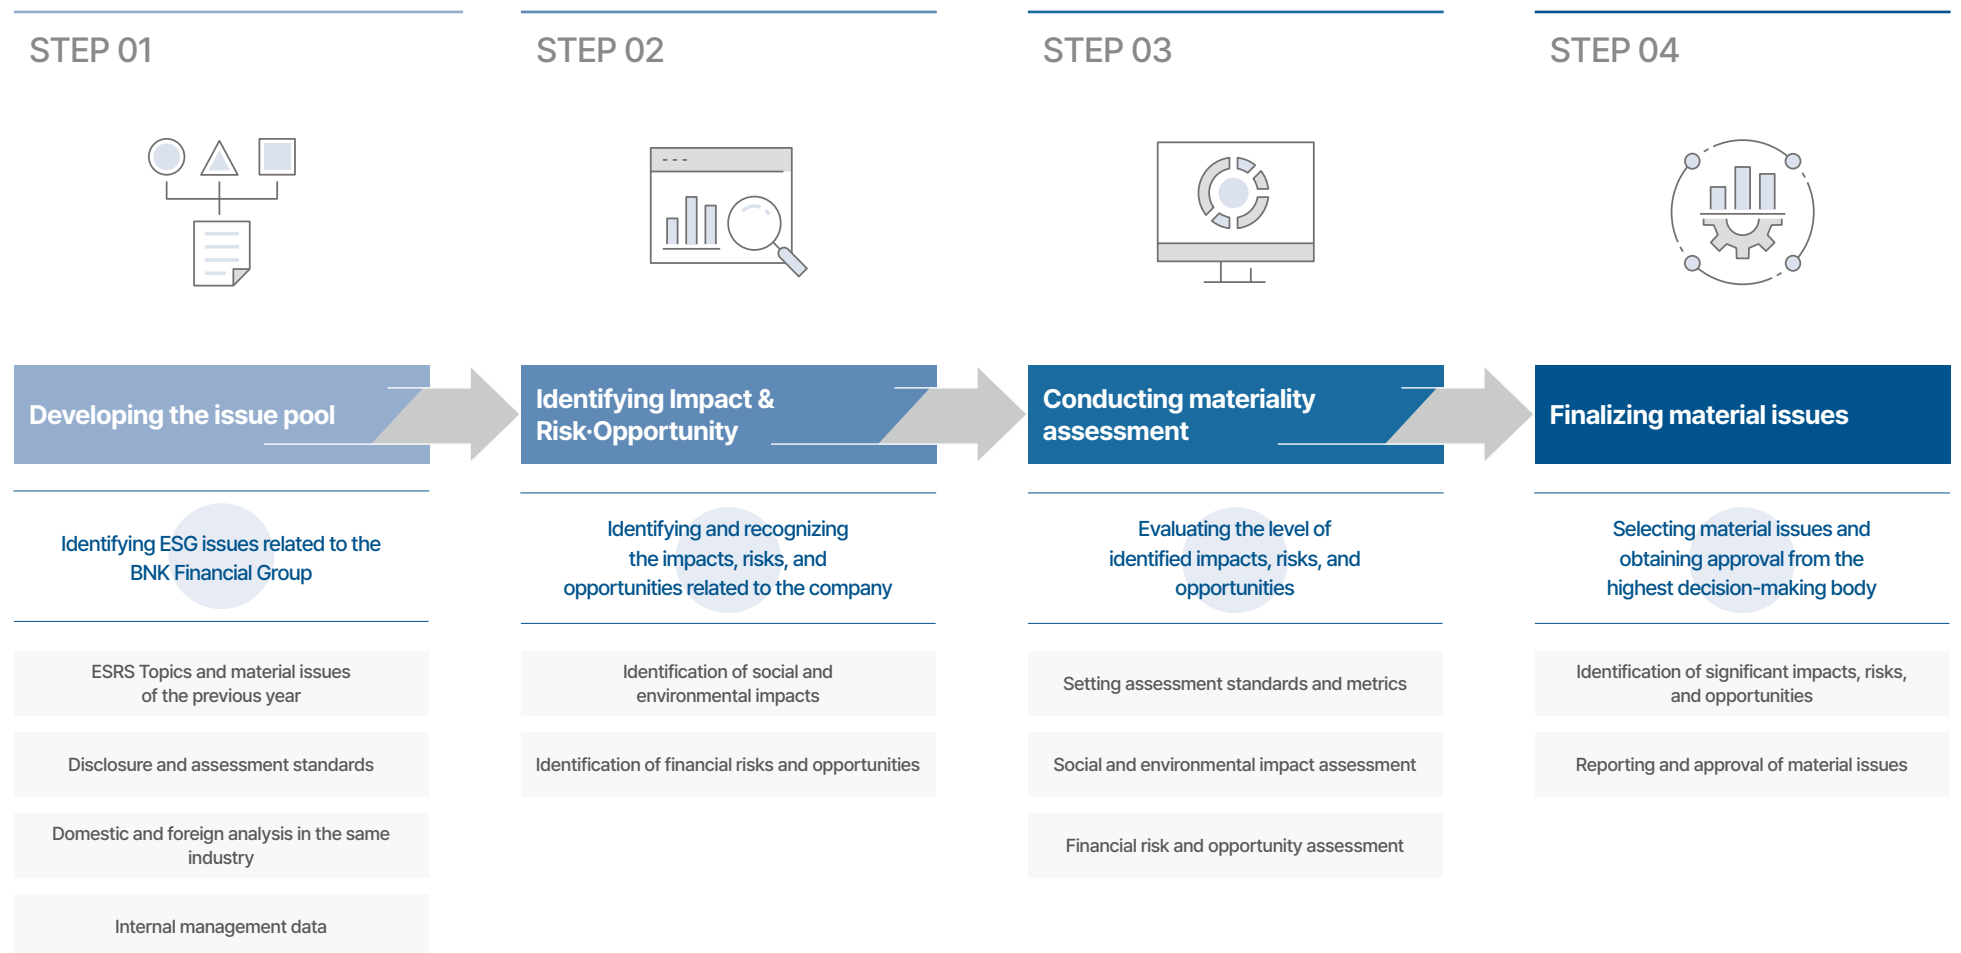 STEP 01
Developing the issue pool
Identifying ESG issues related to the
BNK Financial Group
ESRS Topics and material issues
of the previous year
Disclosure and assessment standards
Domestic and foreign analysis in the same
industry
Internal management data
STEP 02
Identifying Impact &
Risk·Opportunity
Identifying and recognizing
the impacts, risks, and
opportunities related to the company
Identification of social and
environmental impacts
Identification of financial risks and opportunities
STEP 03
Conducting materiality
assessment
Evaluating the level of
identified impacts, risks, and
opportunities
Setting assessment standards and metrics
Social and environmental impact assessment
Financial risk and opportunity assessment
STEP 04
Finalizing material issues
Selecting material issues and
obtaining approval from the
highest decision-making body
Identification of significant impacts, risks,
and opportunities
Reporting and approval of material issues